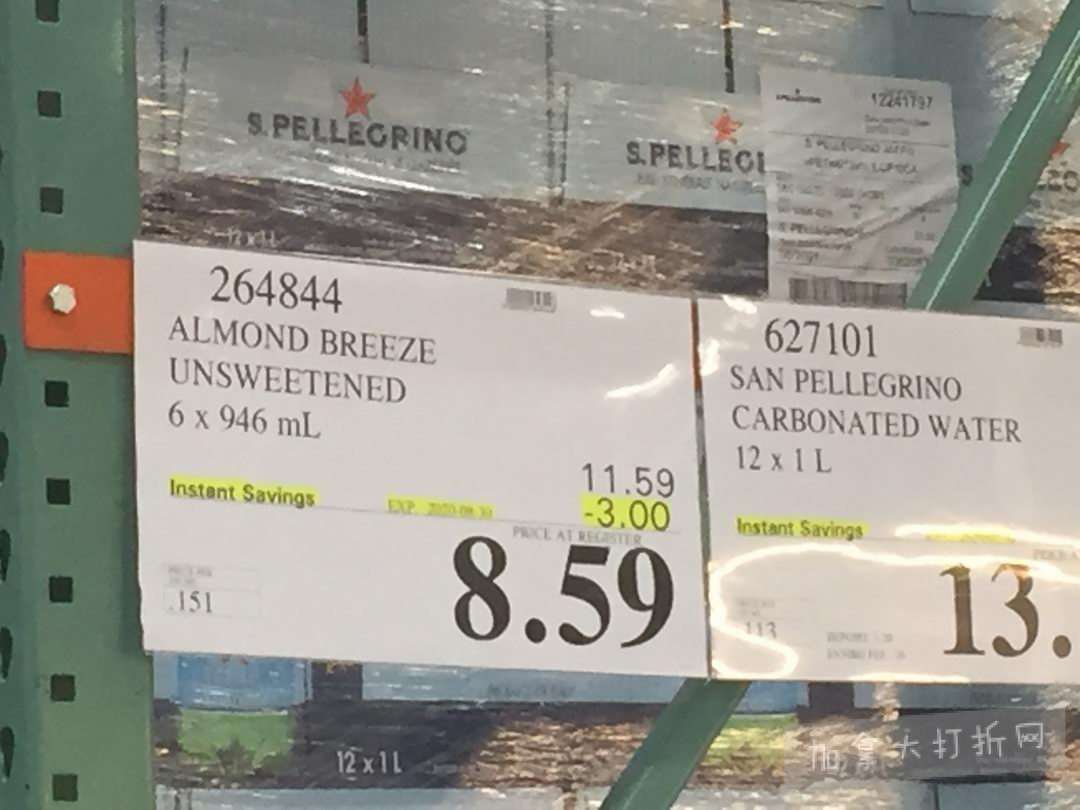 S.PELLEGRINO
S.PELLEGI
12241797
12 x 1 L
264844
ALMOND BREEZE
UNSWEETENED
6 x 946 mL
Instant Savings
EXP.
11.59
-3.00
PRICE AT REGISTER
8.59
.151
627101
SAN PELLEGRINO
CARBONATED WATER
12 x 1 L
Instant Savings
13.
.113
12 x 1 L
加拿大打折网